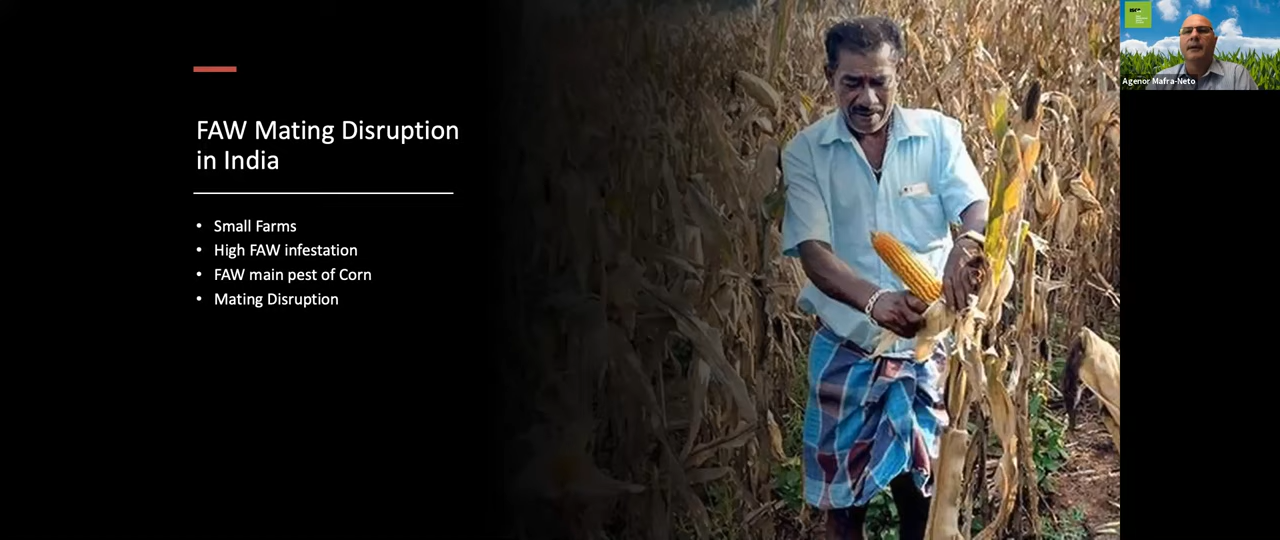 FAW Mating Disruption
in India
• Small Farms
• High FAW infestation
• FAW main pest of Corn
• Mating Disruption
Agenor Mafra-Neto